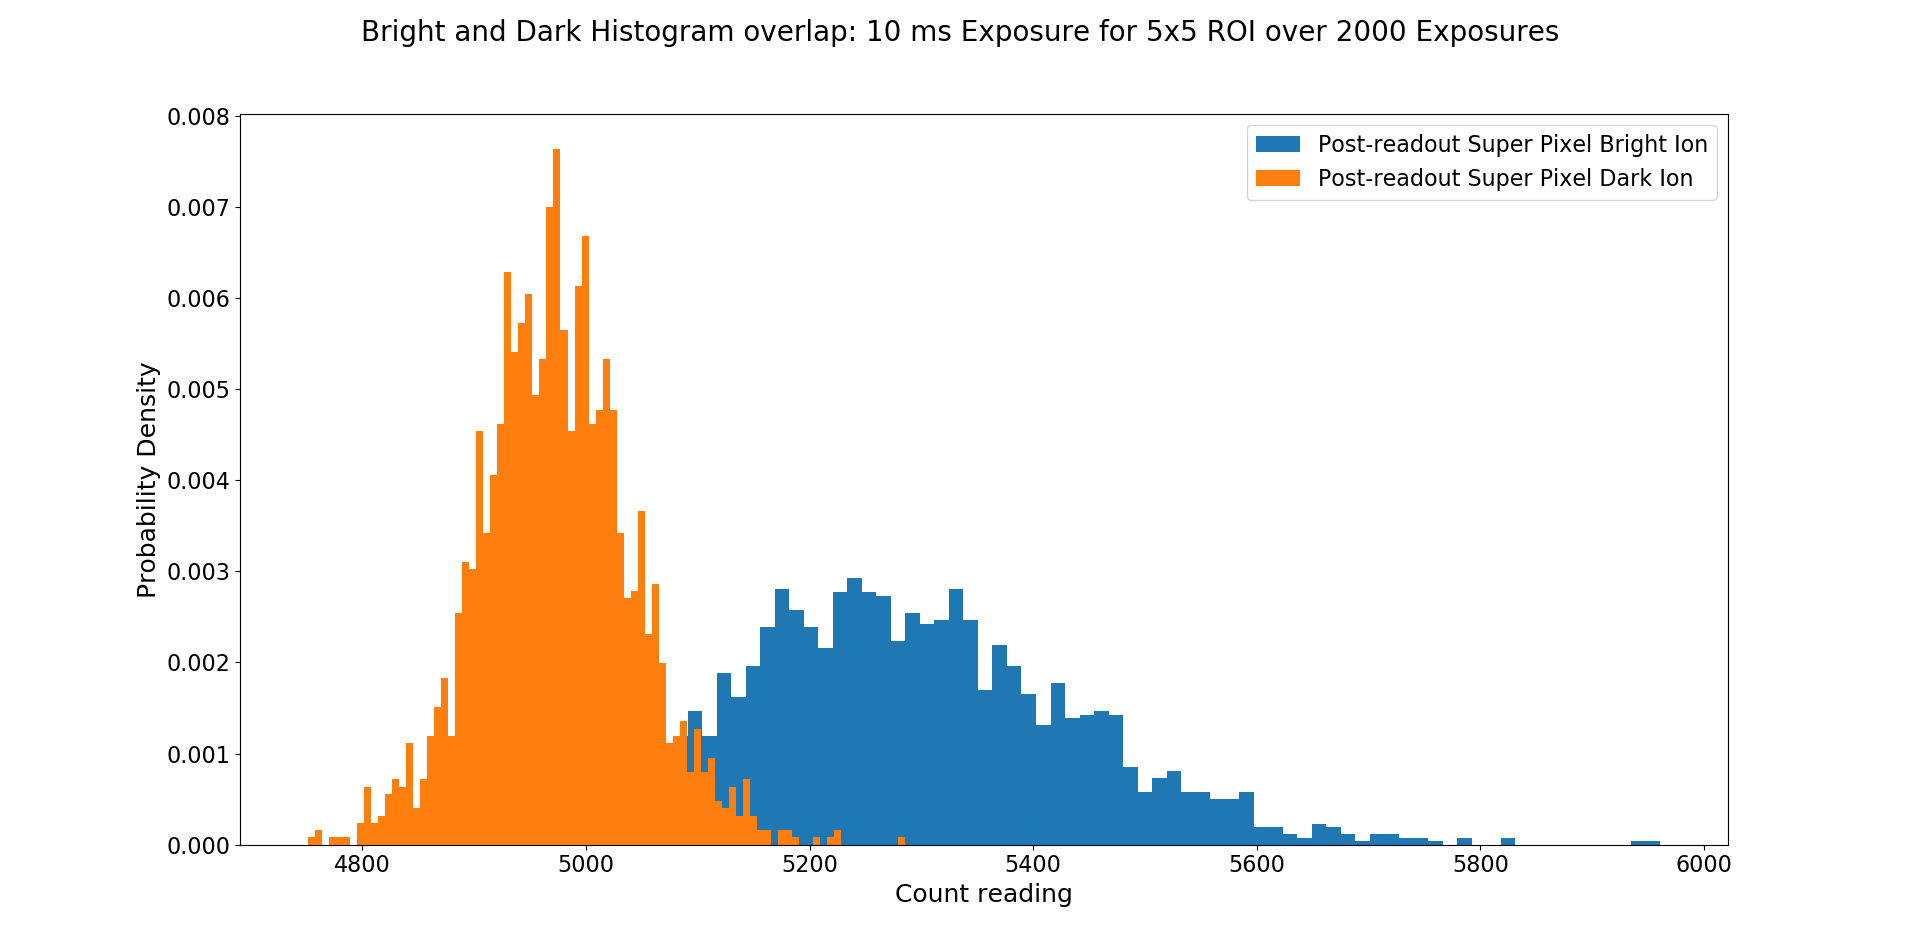 Bright and Dark Histogram overlap: 10 ms Exposure for 5x5 ROI over 2000 Exposures
Post-readout Super Pixel Bright Ion
Post-readout Super Pixel Dark Ion
Probability Density
0.008
0.007
0.006
0.005
0.004
0.003
0.002
0.001
0.000
4800 5000 5200 5400 5600 5800 6000
Count reading